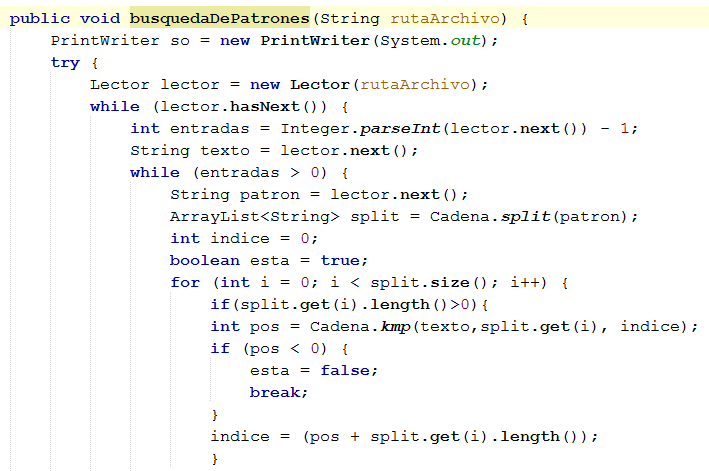 public void busquedaDePatrones(String rutaArchivo) {
    PrintWriter so = new PrintWriter(System.out);
    try {
        Lector lector = new Lector(rutaArchivo);
        while (lector.hasNext()) {
            int entradas = Integer.parseInt(lector.next()) - 1;
            String texto = lector.next();
            while (entradas > 0) {
                String patron = lector.next();
                ArrayList<String> split = Cadena.split(patron);
                int indice = 0;
                boolean esta = true;
                for (int i = 0; i < split.size(); i++) {
                    if(split.get(i).length()>0){
                    int pos = Cadena.kmp(texto,split.get(i), indice);
                    if (pos < 0) {
                        esta = false;
                        break;
                    }
                    indice = (pos + split.get(i).length());
                    }